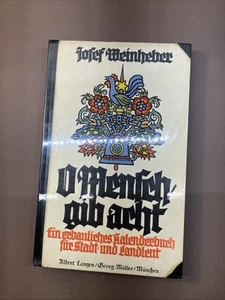 Josef Weinheber
O Mensch,
gib acht
Ein erbauliches Kalenderbuch
für Stadt- und Landleut
Albert Langen / Georg Müller / München